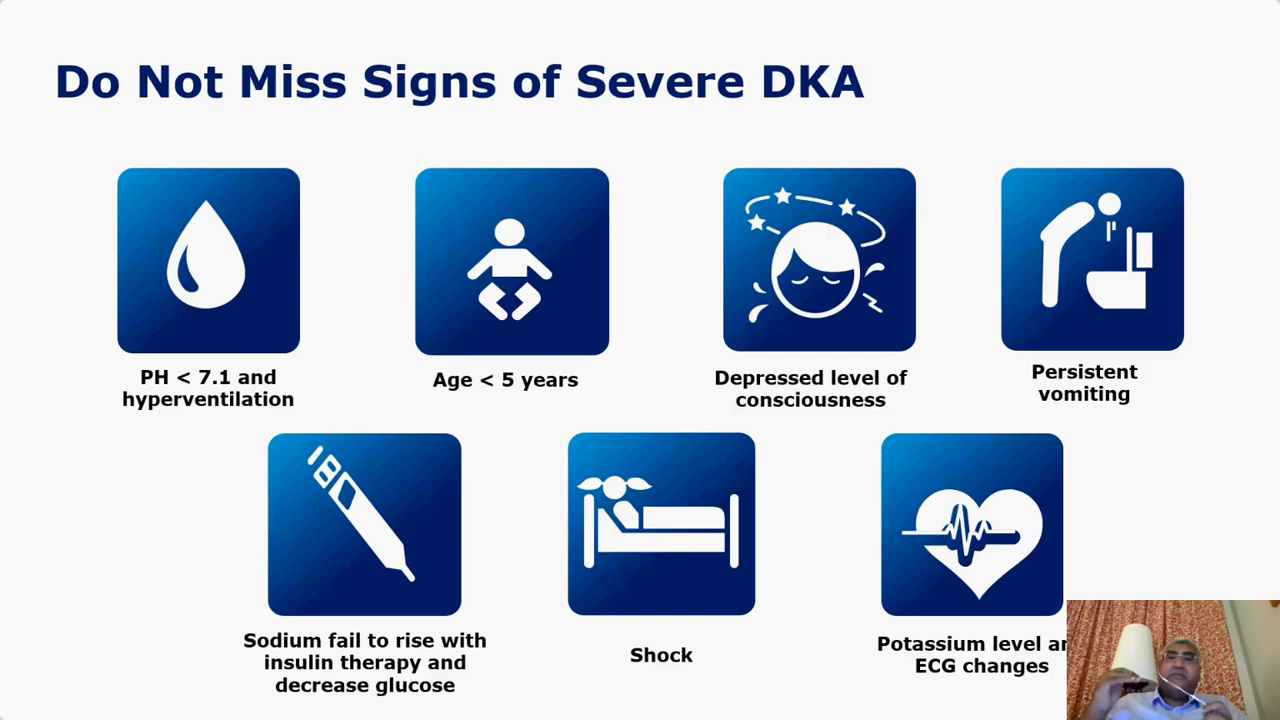 Do Not Miss Signs of Severe DKA
PH < 7.1 and
hyperventilation
Age < 5 years
Depressed level of
consciousness
Persistent
vomiting
Sodium fail to rise with
insulin therapy and
decrease glucose
Shock
Potassium level
ECG changes